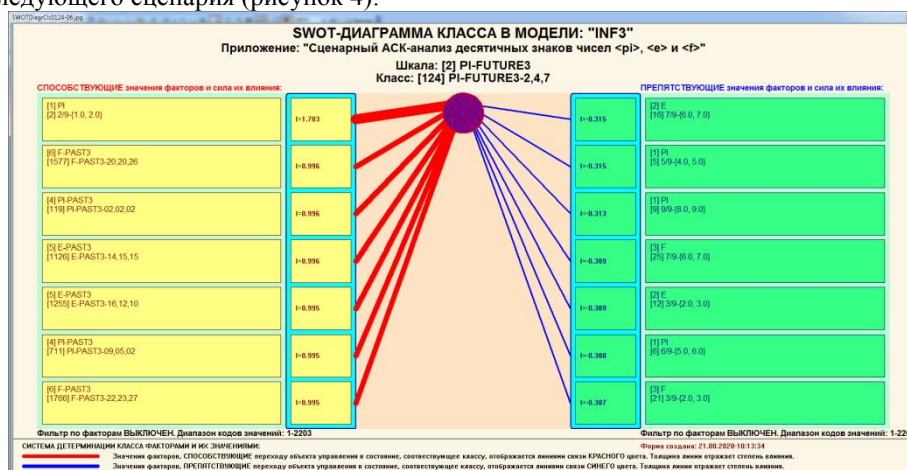 ледующего сценария (рисунок 4):
SWOTDiagrCls0124-06.jpg
SWOT-ДИАГРАММА КЛАССА В МОДЕЛИ: "INF3"
Приложение: "Сценарный АСК-анализ десятичных знаков чисел <pi>, <e> и <f>"
Шкала: [2] PI-FUTURE3
Класс: [124] PI-FUTURE3-2,4,7
СПОСОБСТВУЮЩИЕ значения факторов и сила их влияния:
[1] PI
[2] 2/9-{1.0, 2.0}
I=1.703
[6] F-PAST3
[1577] F-PAST3-20,20,26
I=0.996
[4] PI-PAST3
[119] PI-PAST3-02,02,02
I=0.996
[5] E-PAST3
[1126] E-PAST3-14,15,15
I=0.996
[5] E-PAST3
[1255] E-PAST3-16,12,10
I=0.995
[4] PI-PAST3
[711] PI-PAST3-09,05,02
I=0.995
[6] F-PAST3
[1766] F-PAST3-22,23,27
I=0.995
ПРЕПЯТСТВУЮЩИЕ значения факторов и сила их влияния:
I=-0.315
[2] E
[16] 7/9-{6.0, 7.0}
I=-0.315
[1] PI
[5] 5/9-{4.0, 5.0}
I=-0.313
[1] PI
[9] 9/9-{8.0, 9.0}
I=-0.309
[3] F
[25] 7/9-{6.0, 7.0}
I=-0.309
[2] E
[12] 3/9-{2.0, 3.0}
I=-0.308
[1] PI
[6] 6/9-{5.0, 6.0}
I=-0.307
[3] F
[21] 3/9-{2.0, 3.0}
Фильтр по факторам ВЫКЛЮЧЕН. Диапазон кодов значений: 1-2203
Фильтр по факторам ВЫКЛЮЧЕН. Диапазон кодов значений: 1-220
СИСТЕМА ДЕТЕРМИНАЦИИ КЛАССА ФАКТОРАМИ И ИХ ЗНАЧЕНИЯМИ:
Форма создана: 21.08.2020-10:13:34
Значения факторов, СПОСОБСТВУЮЩИЕ переходу объекта управления в состояние, соответствующее классу, отображается линиями связи КРАСНОГО цвета. Толщина линии отражает степень влияния.
Значения факторов, ПРЕПЯТСТВУЮЩИЕ переходу объекта управления в состояние, соответствующее классу, отображается линиями связи СИНЕГО цвета. Толщина линии отражает степень влияния.